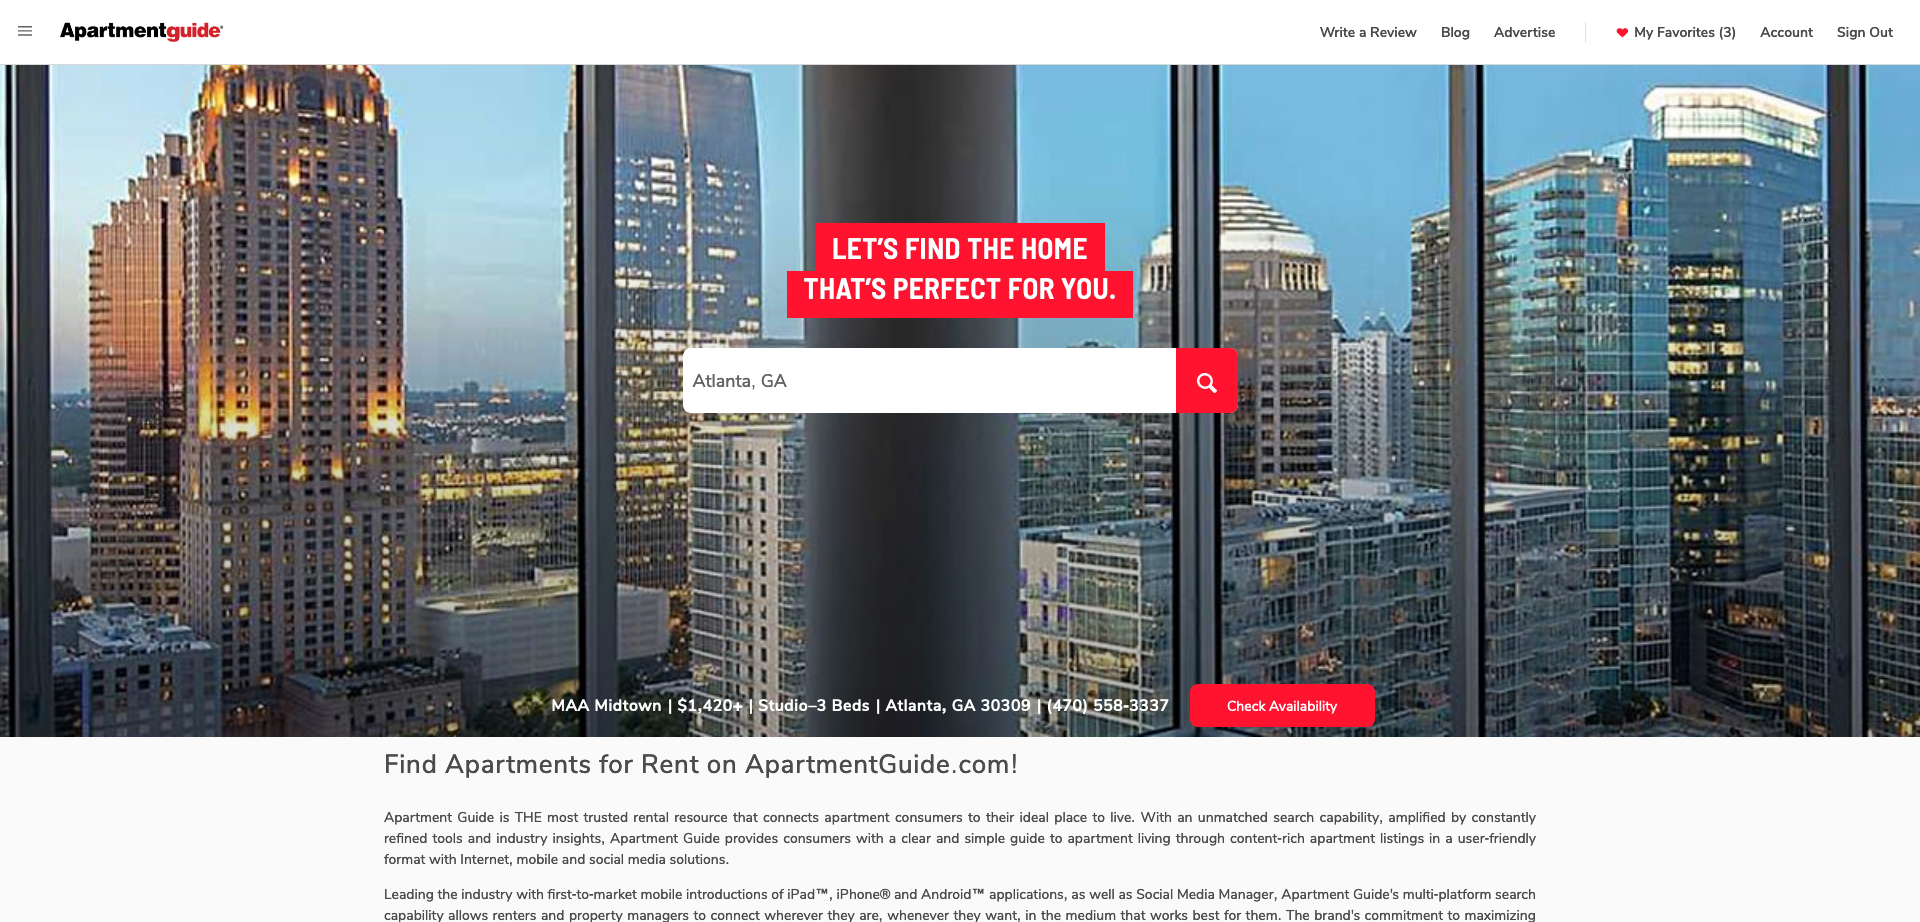 Apartmentguide
Write a Review
Blog
Advertise
My Favorites (3)
Account
Sign Out
LET'S FIND THE HOME
THAT'S PERFECT FOR YOU.
Atlanta, GA
MAA Midtown | $1,420+ | Studio–3 Beds | Atlanta, GA 30309 | (470) 558-3337
Check Availability
Find Apartments for Rent on ApartmentGuide.com!
Apartment Guide is THE most trusted rental resource that connects apartment consumers to their ideal place to live. With an unmatched search capability, amplified by constantly
refined tools and industry insights, Apartment Guide provides consumers with a clear and simple guide to apartment living through content-rich apartment listings in a user-friendly
format with Internet, mobile and social media solutions.
Leading the industry with first-to-market mobile introductions of iPad™, iPhone® and Android™ applications, as well as Social Media Manager, Apartment Guide's multi-platform search
capability allows renters and property managers to connect wherever they are, whenever they want, in the medium that works best for them. The brand's commitment to maximizing